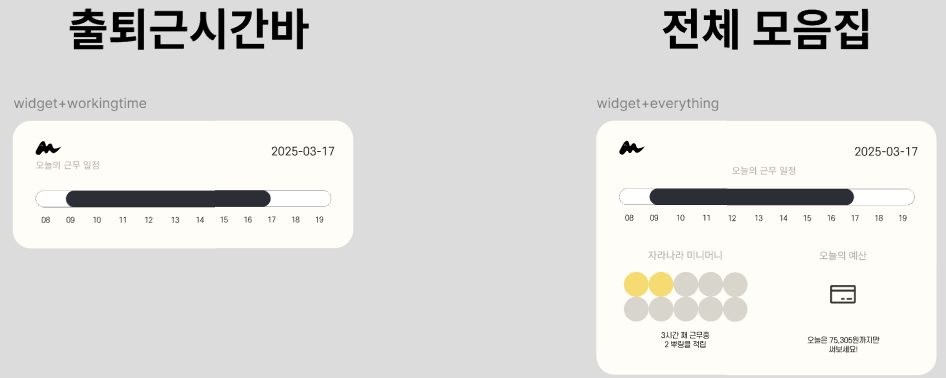 출퇴근시간바
widget+workingtime
2025-03-17
오늘의 근무 일정
08 09 10 11 12 13 14 15 16 17 18 19
전체 모음집
widget+everything
2025-03-17
오늘의 근무 일정
08 09 10 11 12 13 14 15 16 17 18 19
자라나라 미니머니
3시간 째 근무중
2 뿌링클 적립
오늘의 예산
오늘은 75,305원까지만
써보세요!